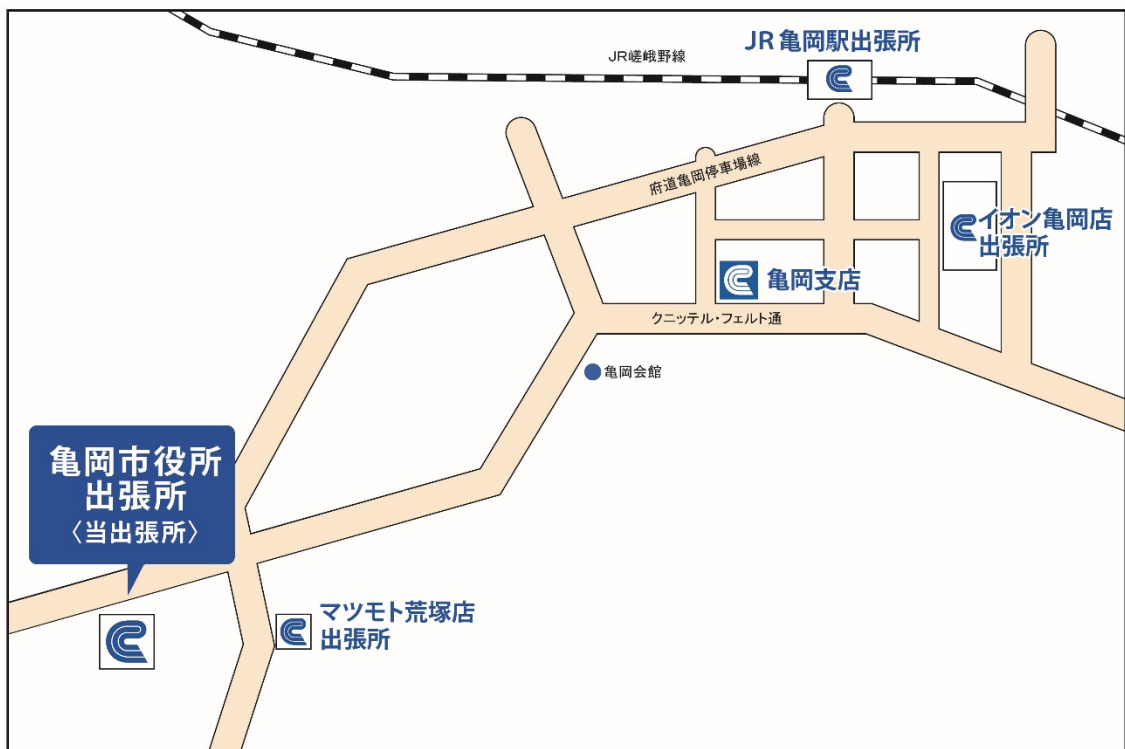 JR亀岡駅出張所
JR嵯峨野線
府道亀岡停車場線
イオン亀岡店
出張所
亀岡支店
クニッテル・フェルト通
亀岡会館
亀岡市役所
出張所
〈当出張所〉
マツモト荒塚店
出張所